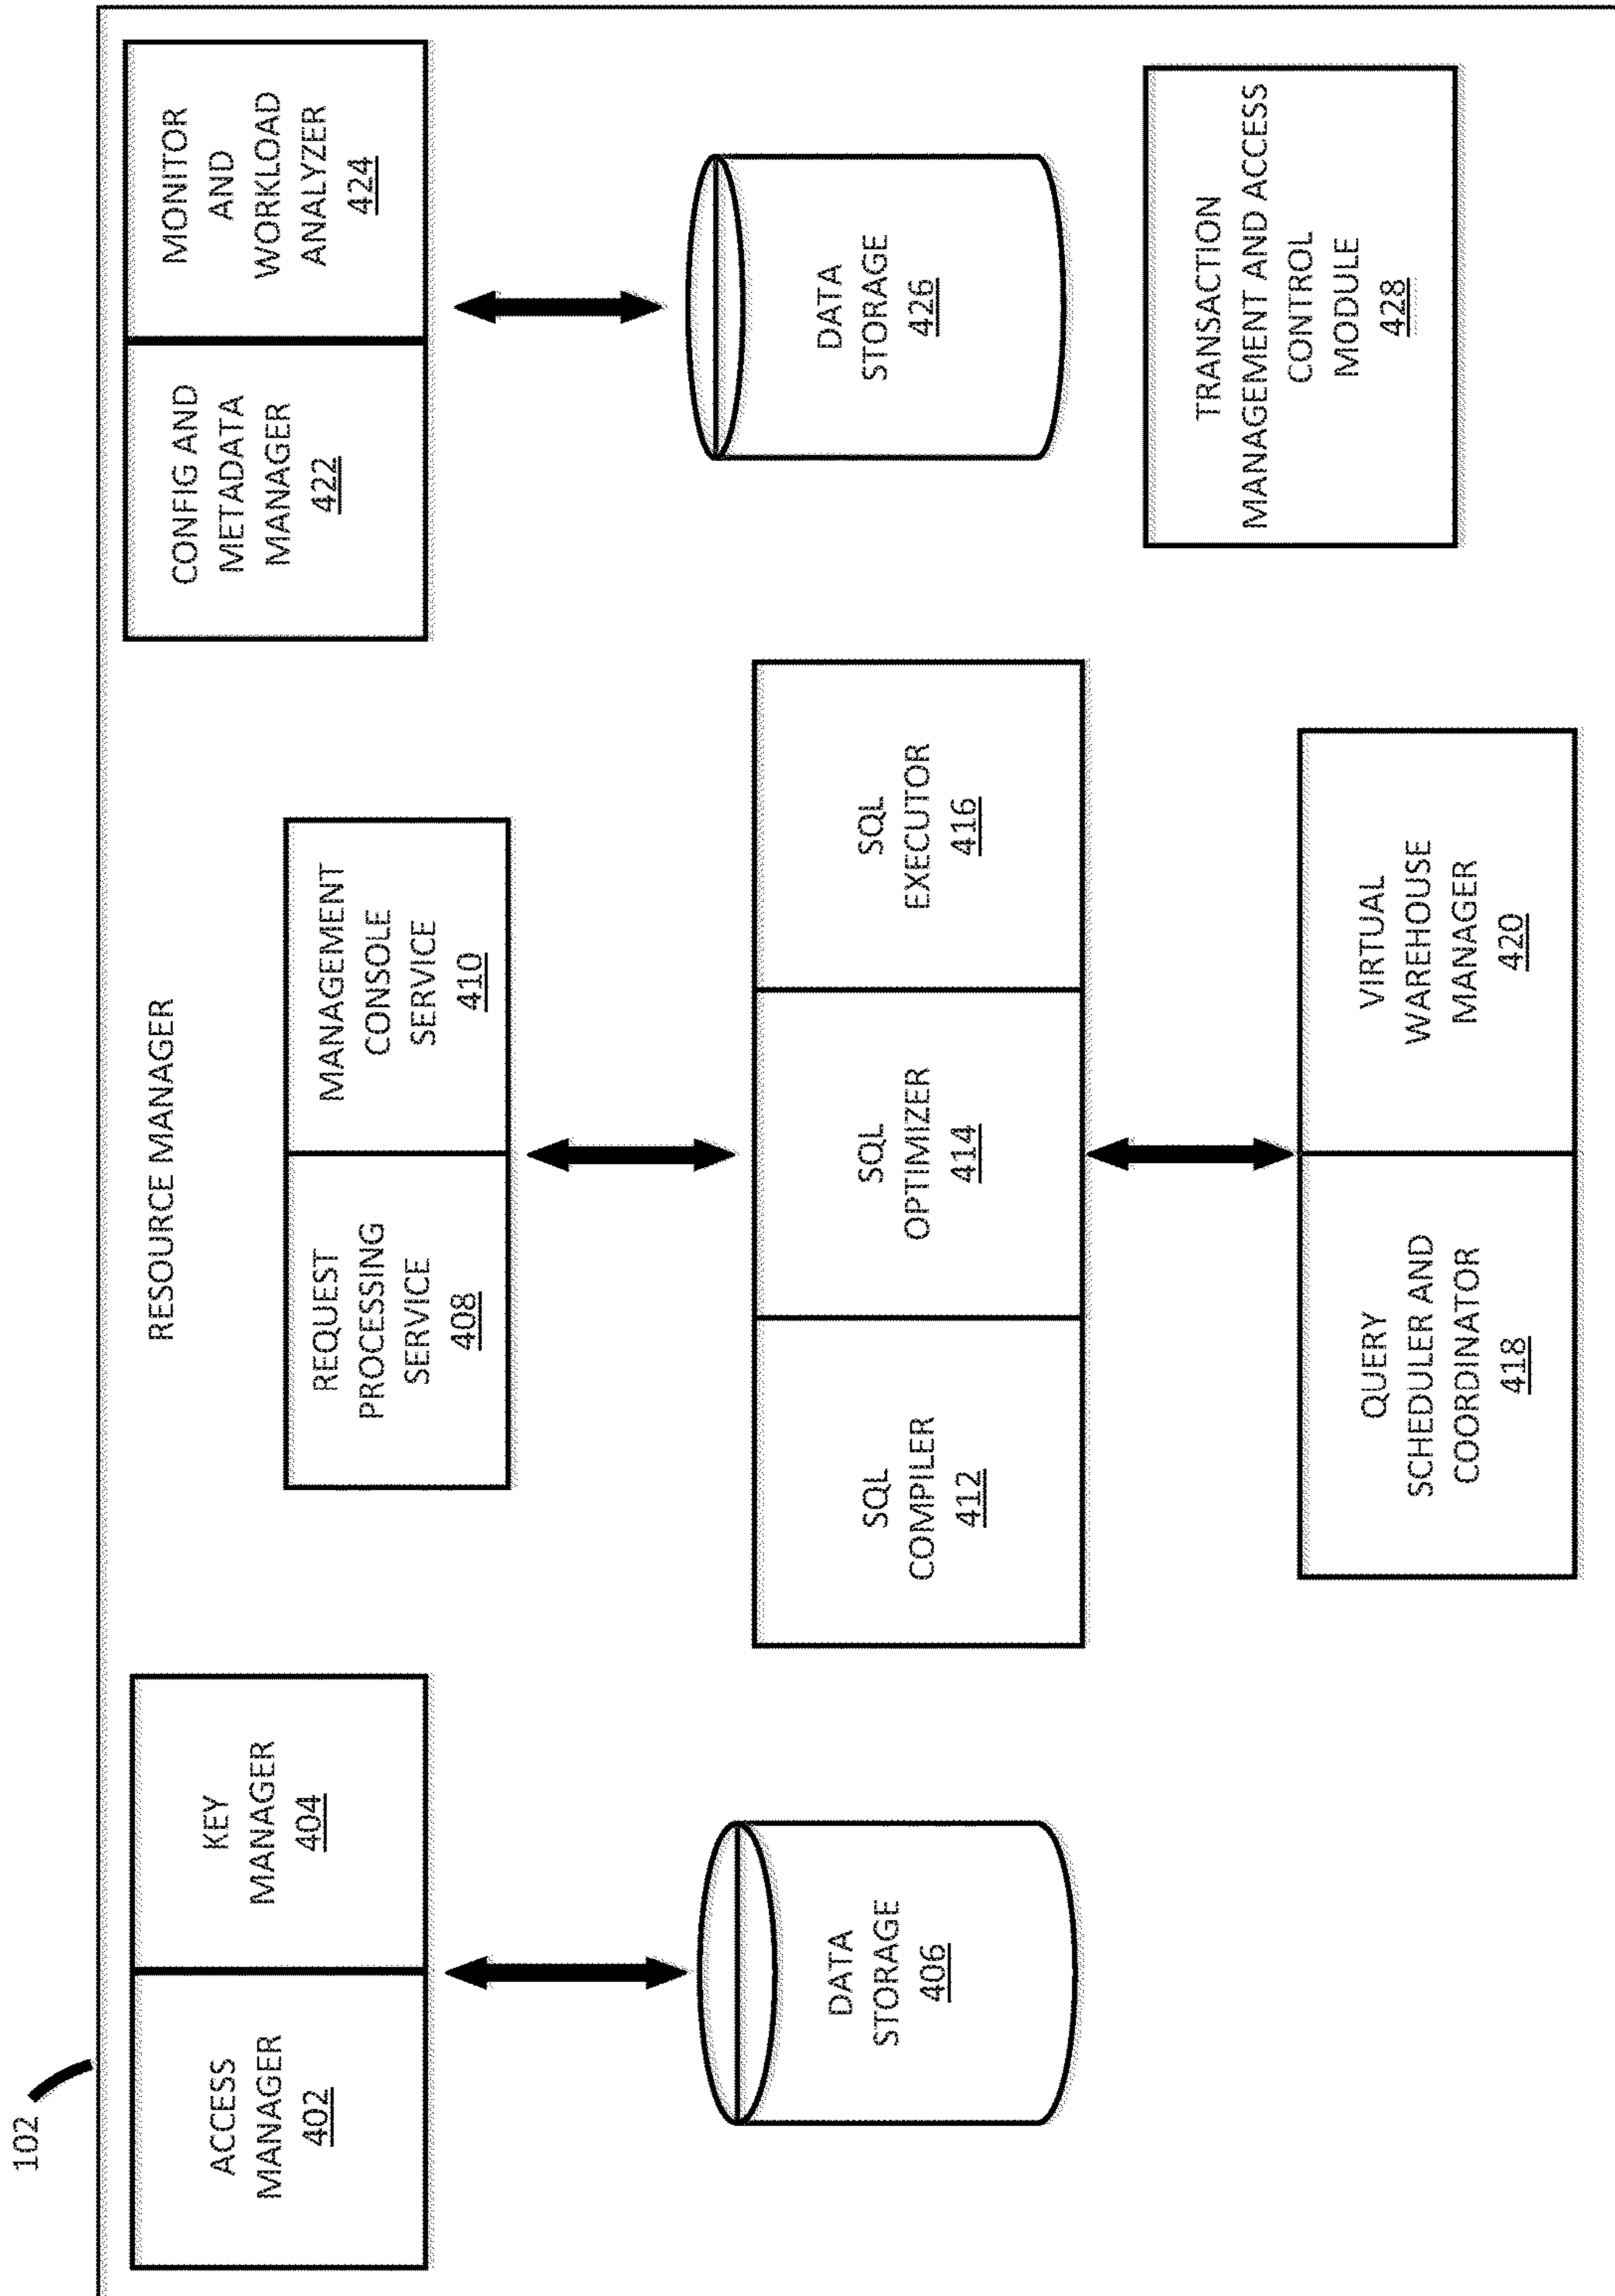 102
RESOURCE MANAGER
ACCESS
MANAGER
402
KEY
MANAGER
404
DATA
STORAGE
406
REQUEST
PROCESSING
SERVICE
408
MANAGEMENT
CONSOLE
SERVICE
410
SQL
COMPILER
412
SQL
OPTIMIZER
414
SQL
EXECUTOR
416
QUERY
SCHEDULER AND
COORDINATOR
418
VIRTUAL
WAREHOUSE
MANAGER
420
CONFIG AND
METADATA
MANAGER
422
MONITOR
AND
WORKLOAD
ANALYZER
424
DATA
STORAGE
426
TRANSACTION
MANAGEMENT AND ACCESS
CONTROL
MODULE
428